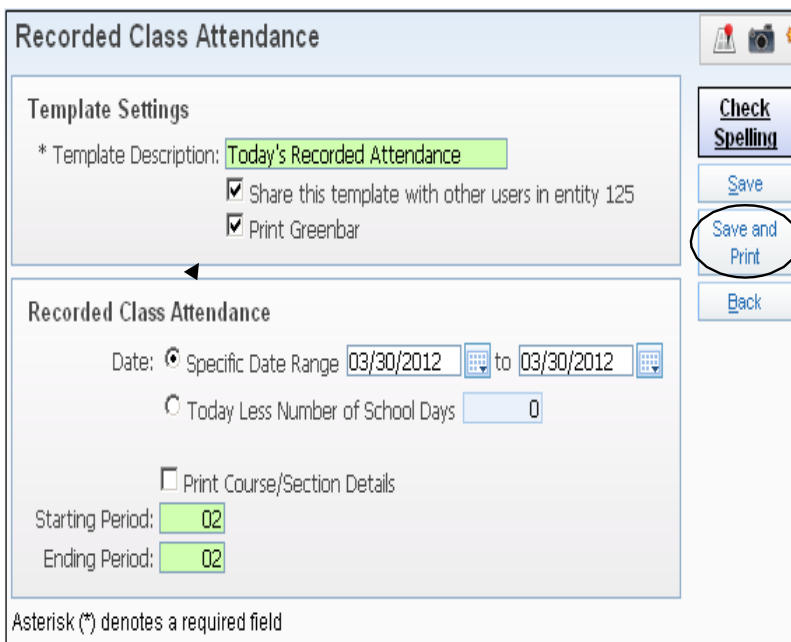 Recorded Class Attendance
Template Settings
* Template Description: Today's Recorded Attendance
Share this template with other users in entity 125
Print Greenbar
Recorded Class Attendance
Date: Specific Date Range 03/30/2012 to 03/30/2012
Today Less Number of School Days 0
Print Course/Section Details
Starting Period: 02
Ending Period: 02
Asterisk (*) denotes a required field
Check
Spelling
Save
Save and
Print
Back